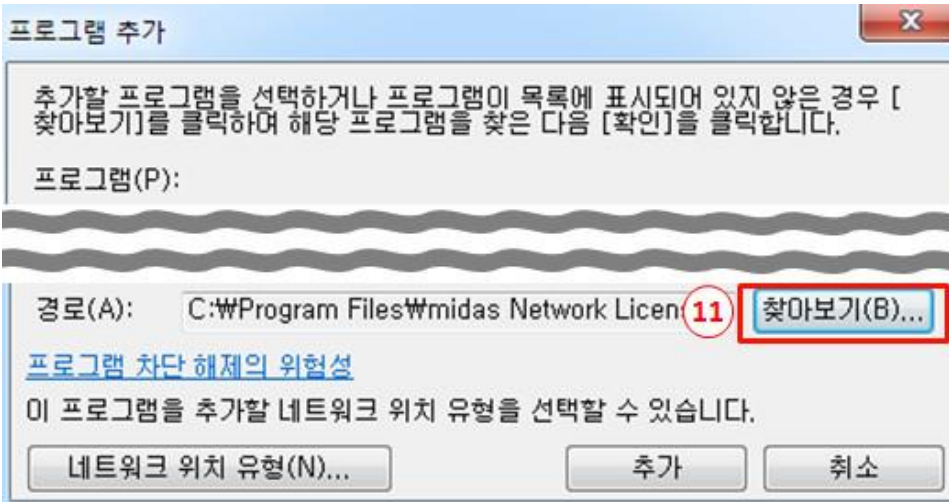 프로그램 추가
추가할 프로그램을 선택하거나 프로그램이 목록에 표시되어 있지 않은 경우 [
찾아보기]를 클릭하여 해당 프로그램을 찾은 다음 [확인]을 클릭합니다.
프로그램(P):
경로(A): C:₩Program Files₩midas Network Licen 11 찾아보기(B)...
프로그램 차단 해제의 위험성
이 프로그램을 추가할 네트워크 위치 유형을 선택할 수 있습니다.
네트워크 위치 유형(N)... 추가 취소